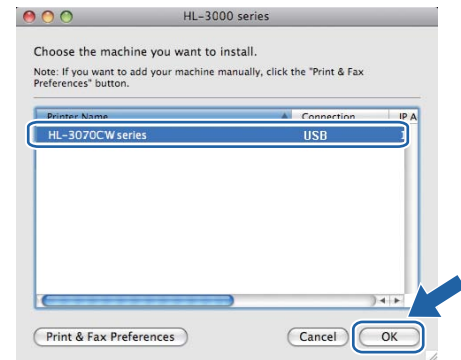 HL-3000 series
Choose the machine you want to install.
Note: If you want to add your machine manually, click the "Print & Fax
Preferences" button.
Printer Name Connection IP A
HL-3070CW series USB
Print & Fax Preferences Cancel OK